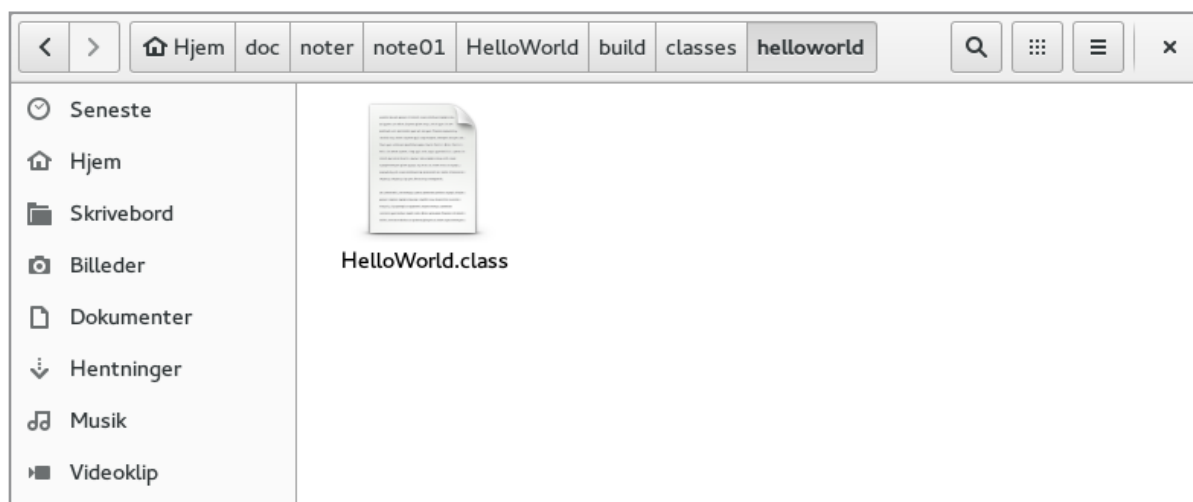 Hjem doc noter note01 HelloWorld build classes helloworld
Seneste
Hjem
Skrivebord
Billeder
Dokumenter
Hentninger
Musik
Videoklip
HelloWorld.class